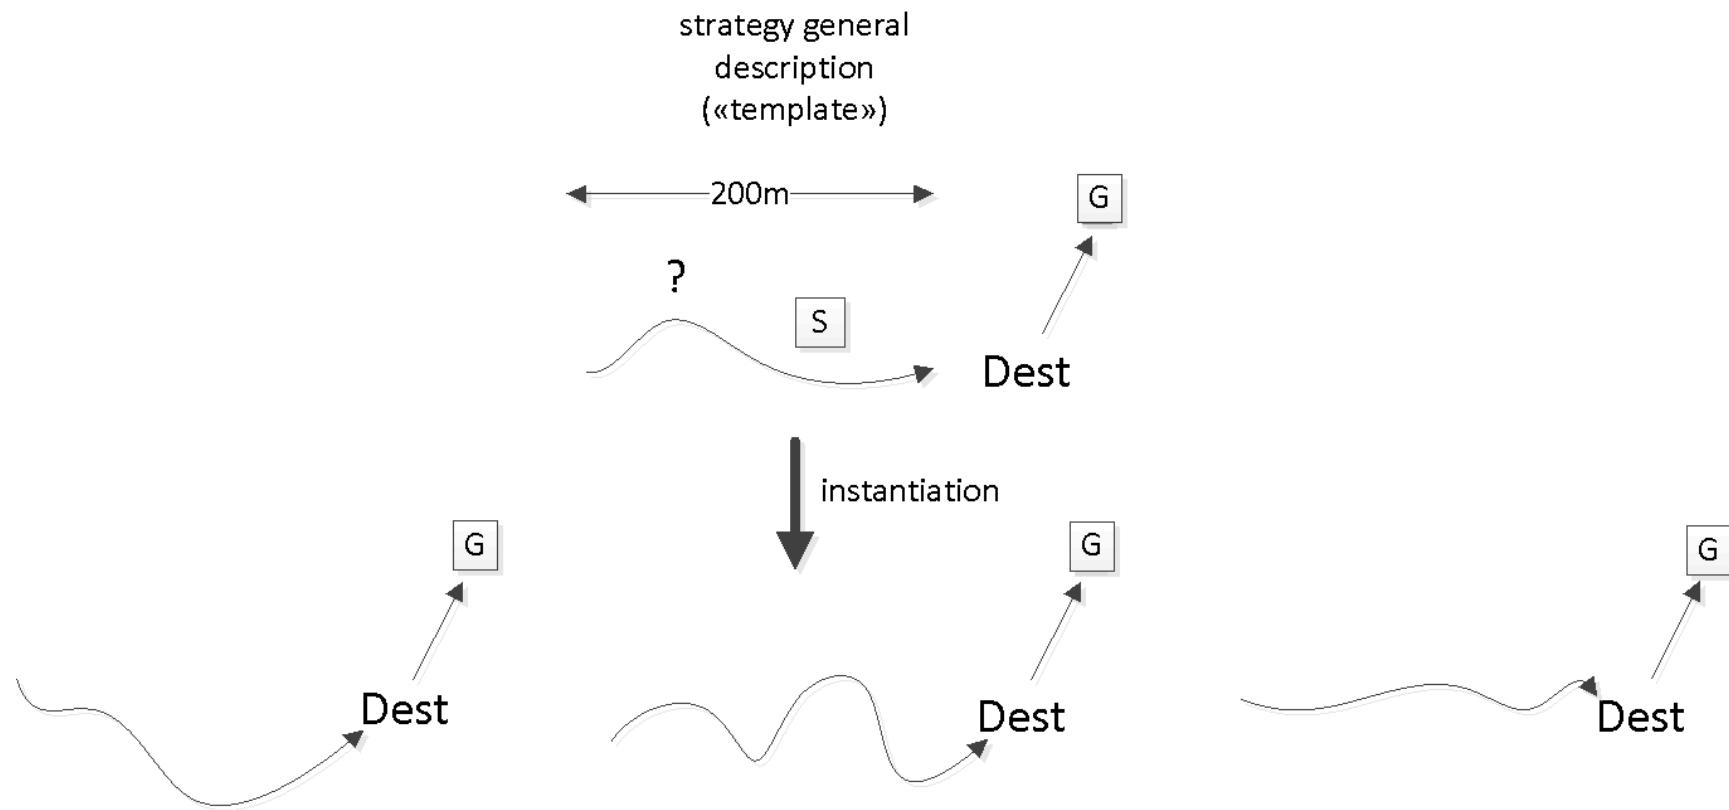 strategy general
description
(«template»)
200m
G
?
S
Dest
instantiation
G
G
G
Dest
Dest
Dest